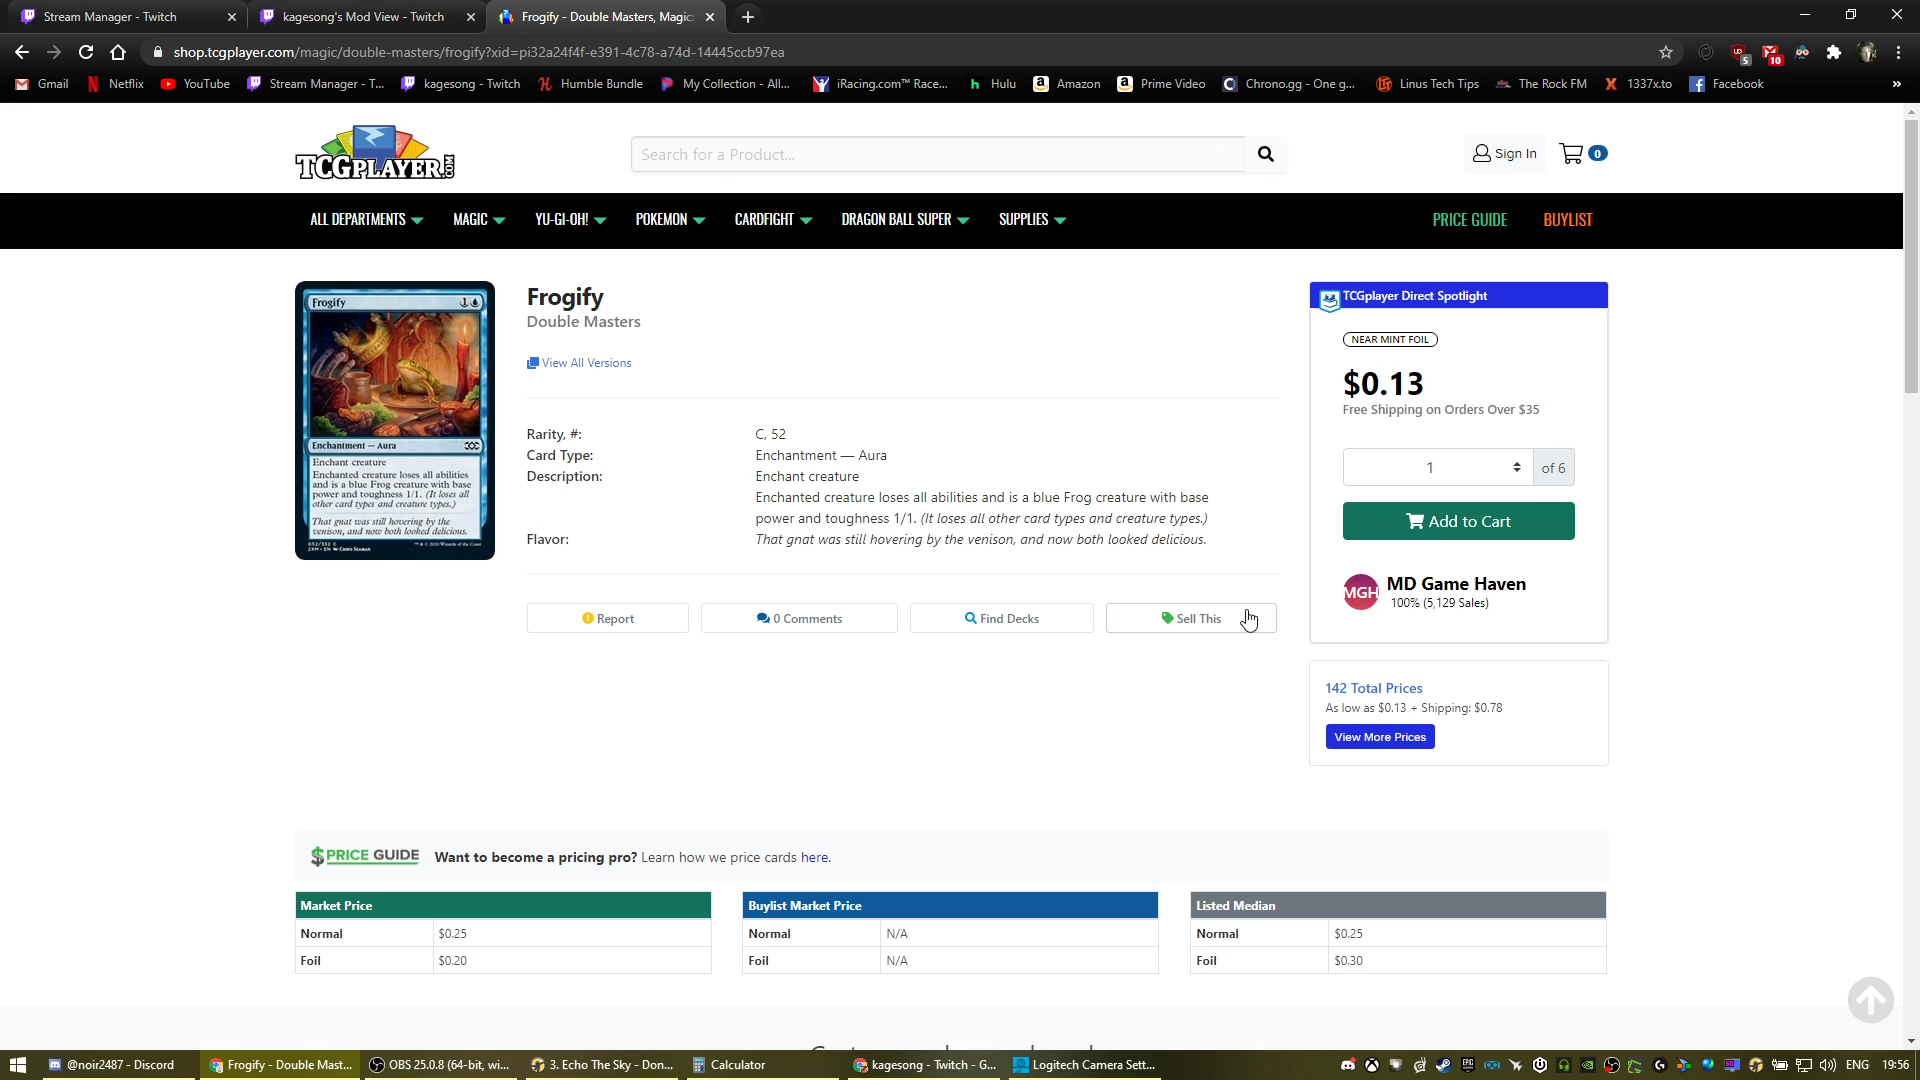 Stream Manager - Twitch
kagesong's Mod View - Twitch
Frogify - Double Masters, Magic:
shop.tcgplayer.com/magic/double-masters/frogify?xid=pi32a24f4f-e391-4c78-a74d-14445ccb97ea
5
10
Gmail
Netflix
YouTube
Stream Manager - T...
kagesong - Twitch
Humble Bundle
My Collection - All...
iRacing.com™ Race...
Hulu
Amazon
Prime Video
Chrono.gg - One g...
Linus Tech Tips
The Rock FM
1337x.to
Facebook
TCGPLAYER.COM
Search for a Product...
Sign In
0
ALL DEPARTMENTS
MAGIC
YU-GI-OH!
POKEMON
CARDFIGHT
DRAGON BALL SUPER
SUPPLIES
PRICE GUIDE
BUYLIST
Frogify
1
Enchantment — Aura
Enchant creature
Enchanted creature loses all abilities
and is a blue Frog creature with base
power and toughness 1/1. (It loses all
other card types and creature types.)
That gnat was still hovering by the
venison, and now both looked delicious.
052/332 C
2XM • EN Chris Seaman
Frogify
Double Masters
View All Versions
Rarity, #: C, 52
Card Type: Enchantment — Aura
Description: Enchant creature
Enchanted creature loses all abilities and is a blue Frog creature with base
power and toughness 1/1. (It loses all other card types and creature types.)
Flavor: That gnat was still hovering by the venison, and now both looked delicious.
Report
0 Comments
Find Decks
Sell This
TCGplayer Direct Spotlight
NEAR MINT FOIL
$0.13
Free Shipping on Orders Over $35
1 of 6
Add to Cart
MGH
MD Game Haven
100% (5,129 Sales)
142 Total Prices
As low as $0.13 + Shipping: $0.78
View More Prices
$PRICE GUIDE Want to become a pricing pro? Learn how we price cards here.
Market Price
Normal $0.25
Foil $0.20
Buylist Market Price
Normal N/A
Foil N/A
Listed Median
Normal $0.25
Foil $0.30
@noir2487 - Discord
Frogify - Double Mast...
OBS 25.0.8 (64-bit, wi...
3. Echo The Sky - Don...
Calculator
kagesong - Twitch - G...
Logitech Camera Sett...
ENG
19:56